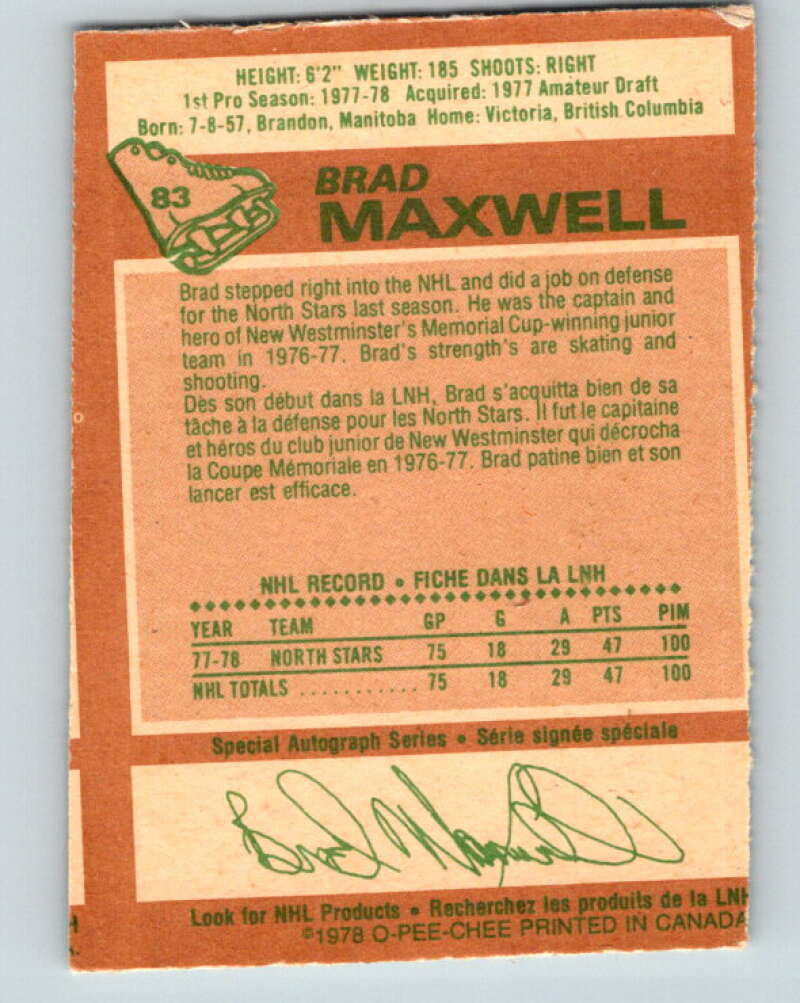 HEIGHT: 6'2" WEIGHT: 185 SHOOTS: RIGHT
1st Pro Season: 1977-78 Acquired: 1977 Amateur Draft
Born: 7-8-57, Brandon, Manitoba Home: Victoria, British Columbia
83
BRAD
MAXWELL
Brad stepped right into the NHL and did a job on defense
for the North Stars last season. He was the captain and
hero of New Westminster's Memorial Cup-winning junior
team in 1976-77. Brad's strength's are skating and
shooting.
Dès son début dans la LNH, Brad s'acquitta bien de sa
tâche à la défense pour les North Stars. Il fut le capitaine
et héros du club junior de New Westminster qui décrocha
la Coupe Mémoriale en 1976-77. Brad patine bien et son
lancer est efficace.
NHL RECORD • FICHE DANS LA LNH
YEAR TEAM GP G A PTS PIM
77-78 NORTH STARS 75 18 29 47 100
NHL TOTALS ............ 75 18 29 47 100
Special Autograph Series • Série signée spéciale
Brad Maxwell
Look for NHL Products • Recherchez les produits de la LNH
©1978 O-PEE-CHEE PRINTED IN CANADA